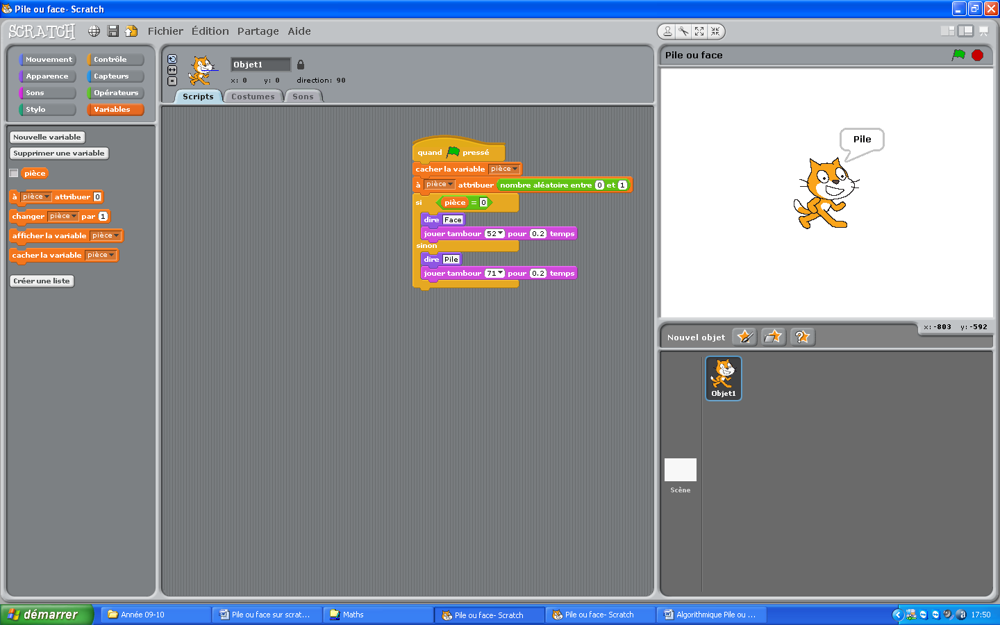 Pile ou face- Scratch
SCRATCH
Fichier Édition Partage Aide
Mouvement Contrôle
Apparence Capteurs
Sons Opérateurs
Stylo Variables
Nouvelle variable
Supprimer une variable
pièce
à pièce attribuer 0
changer pièce par 1
afficher la variable pièce
cacher la variable pièce
Créer une liste
Objet1
x: 0 y: 0 direction: 90
Scripts Costumes Sons
quand pressé
cacher la variable pièce
à pièce attribuer nombre aléatoire entre 0 et 1
si pièce = 0
dire Face
jouer tambour 52 pour 0.2 temps
sinon
dire Pile
jouer tambour 71 pour 0.2 temps
Pile ou face
Pile
x: -803 y: -592
Nouvel objet
Objet1
Scène
démarrer
Année 09-10
Pile ou face sur scrat...
Maths
Pile ou face- Scratch
Pile ou face- Scratch
Algorithmique Pile ou ...
17:50